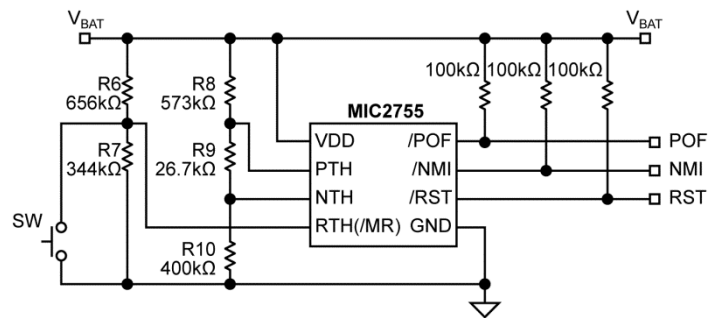 VBAT VBAT
R6
656kΩ
R8
573kΩ
100kΩ 100kΩ 100kΩ
MIC2755
R7
344kΩ
R9
26.7kΩ
VDD /POF POF
PTH /NMI NMI
NTH /RST RST
RTH(/MR) GND
SW
R10
400kΩ